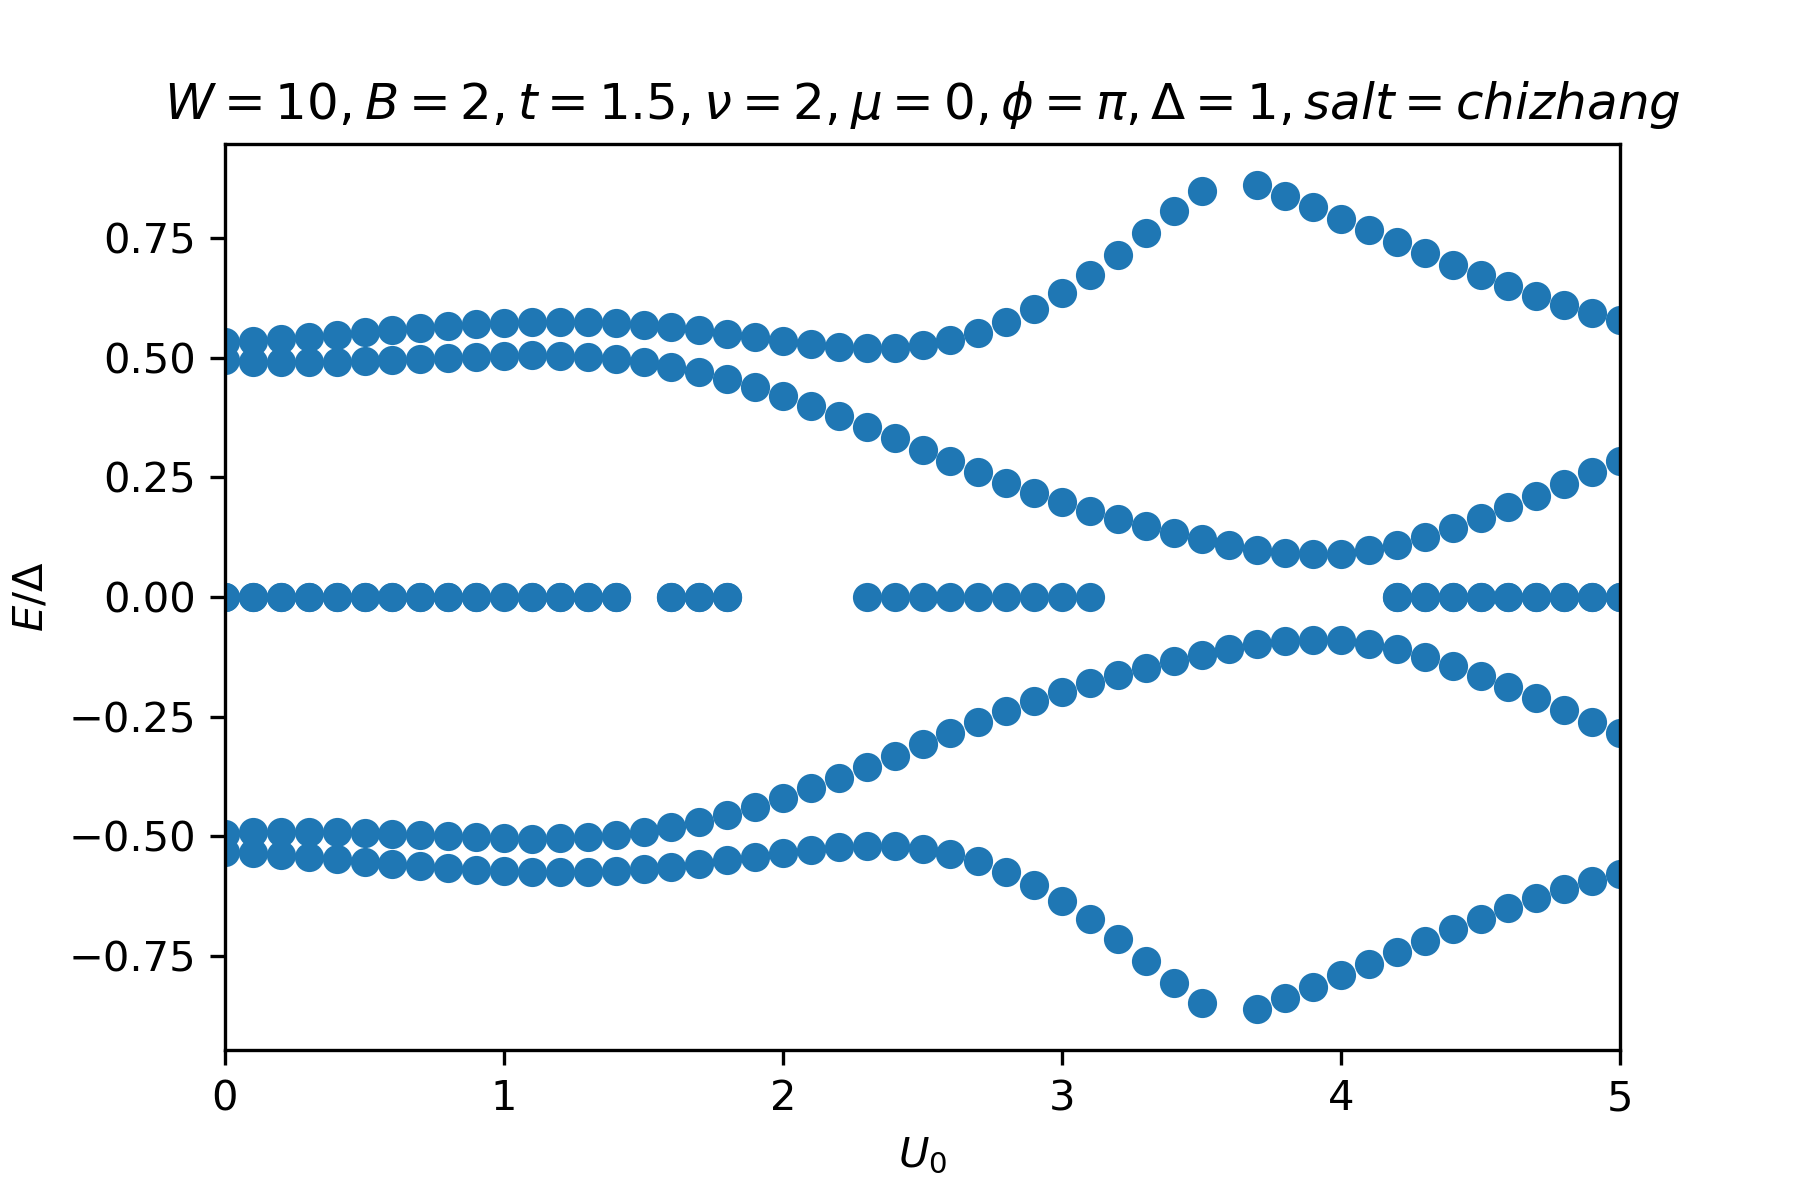 W = 10, B = 2, t = 1.5, ν = 2, μ = 0, ϕ = π, Δ = 1, salt = chizhang
E/Δ
0.75
0.50
0.25
0.00
−0.25
−0.50
−0.75
0 1 2 3 4 5
U₀